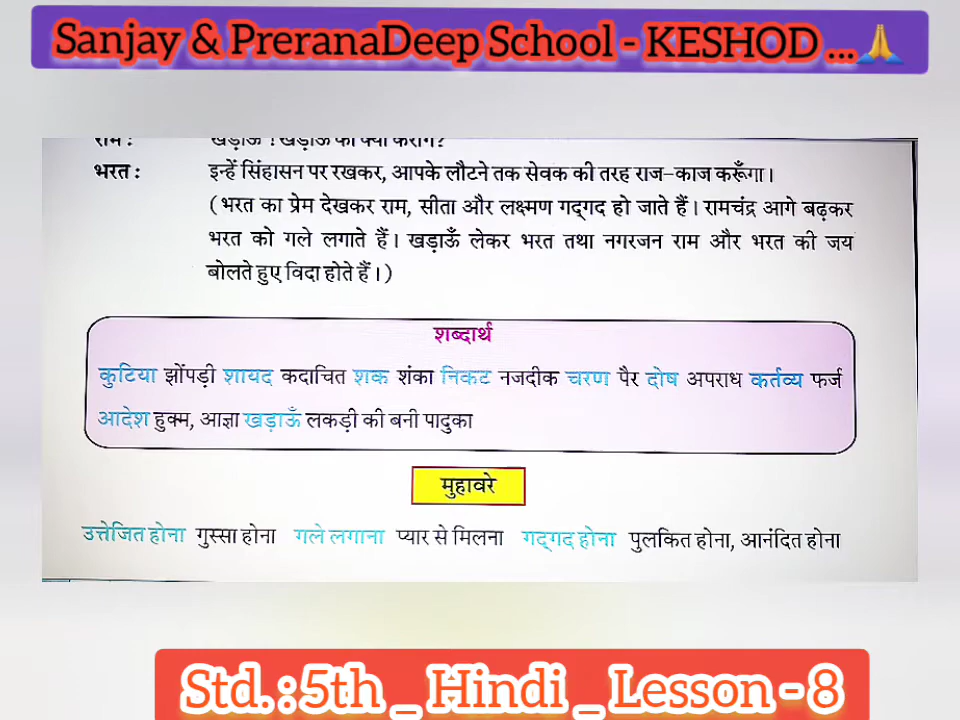 Sanjay & PreranaDeep School - KESHOD ...🙏
राम : खड़ाऊँ ! खड़ाऊँ का क्या करोगे?
भरत : इन्हें सिंहासन पर रखकर, आपके लौटने तक सेवक की तरह राज-काज करूँगा।
(भरत का प्रेम देखकर राम, सीता और लक्ष्मण गद्‌गद हो जाते हैं। रामचंद्र आगे बढ़कर
भरत को गले लगाते हैं। खड़ाऊँ लेकर भरत तथा नगरजन राम और भरत की जय
बोलते हुए विदा होते हैं।)
शब्दार्थ
कुटिया झोंपड़ी शायद कदाचित शक शंका निकट नजदीक चरण पैर दोष अपराध कर्तव्य फर्ज
आदेश हुक्म, आज्ञा खड़ाऊँ लकड़ी की बनी पादुका
मुहावरे
उत्तेजित होना गुस्सा होना गले लगाना प्यार से मिलना गद्‌गद होना पुलकित होना, आनंदित होना
Std. : 5th _ Hindi _ Lesson - 8